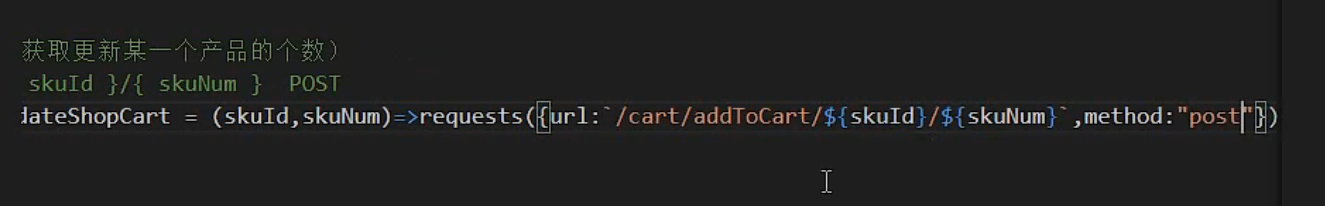 获取更新某一个产品的个数）
skuId }/{ skuNum }  POST
dateShopCart = (skuId,skuNum)=>requests({url:`/cart/addToCart/${skuId}/${skuNum}`,method:"post"})